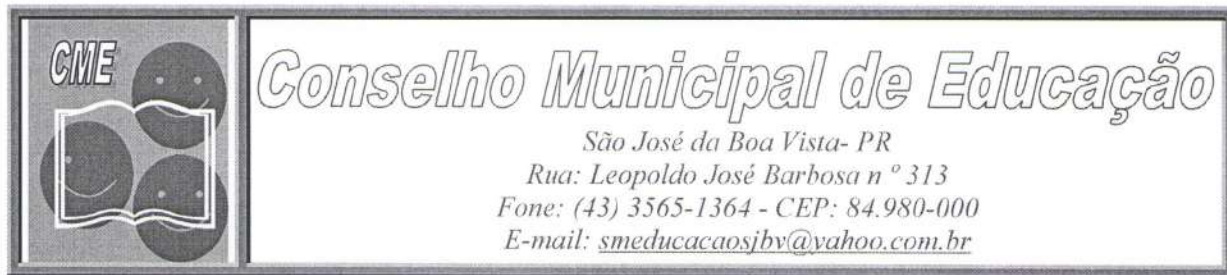 CME
Conselho Municipal de Educação
São José da Boa Vista- PR
Rua: Leopoldo José Barbosa n º 313
Fone: (43) 3565-1364 - CEP: 84.980-000
E-mail: smeducacaosjbv@yahoo.com.br